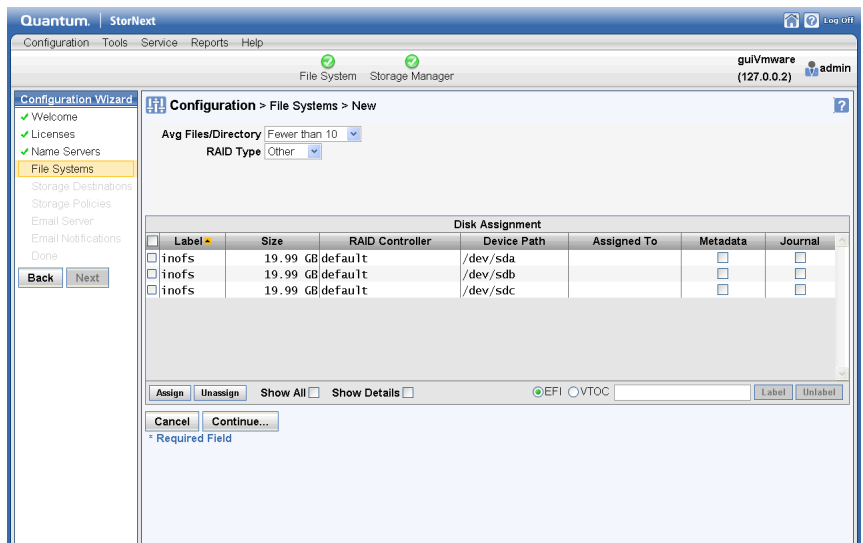 Quantum. StorNext Log Off
Configuration Tools Service Reports Help
File System Storage Manager
guiVmware
(127.0.0.2)
admin
Configuration Wizard
Welcome
Licenses
Name Servers
File Systems
Storage Destinations
Storage Policies
Email Server
Email Notifications
Done
Back Next
Configuration > File Systems > New ?
Avg Files/Directory Fewer than 10
RAID Type Other
Disk Assignment
Label Size RAID Controller Device Path Assigned To Metadata Journal
inofs 19.99 GB default /dev/sda
inofs 19.99 GB default /dev/sdb
inofs 19.99 GB default /dev/sdc
Assign Unassign Show All Show Details EFI VTOC Label Unlabel
Cancel Continue...
* Required Field